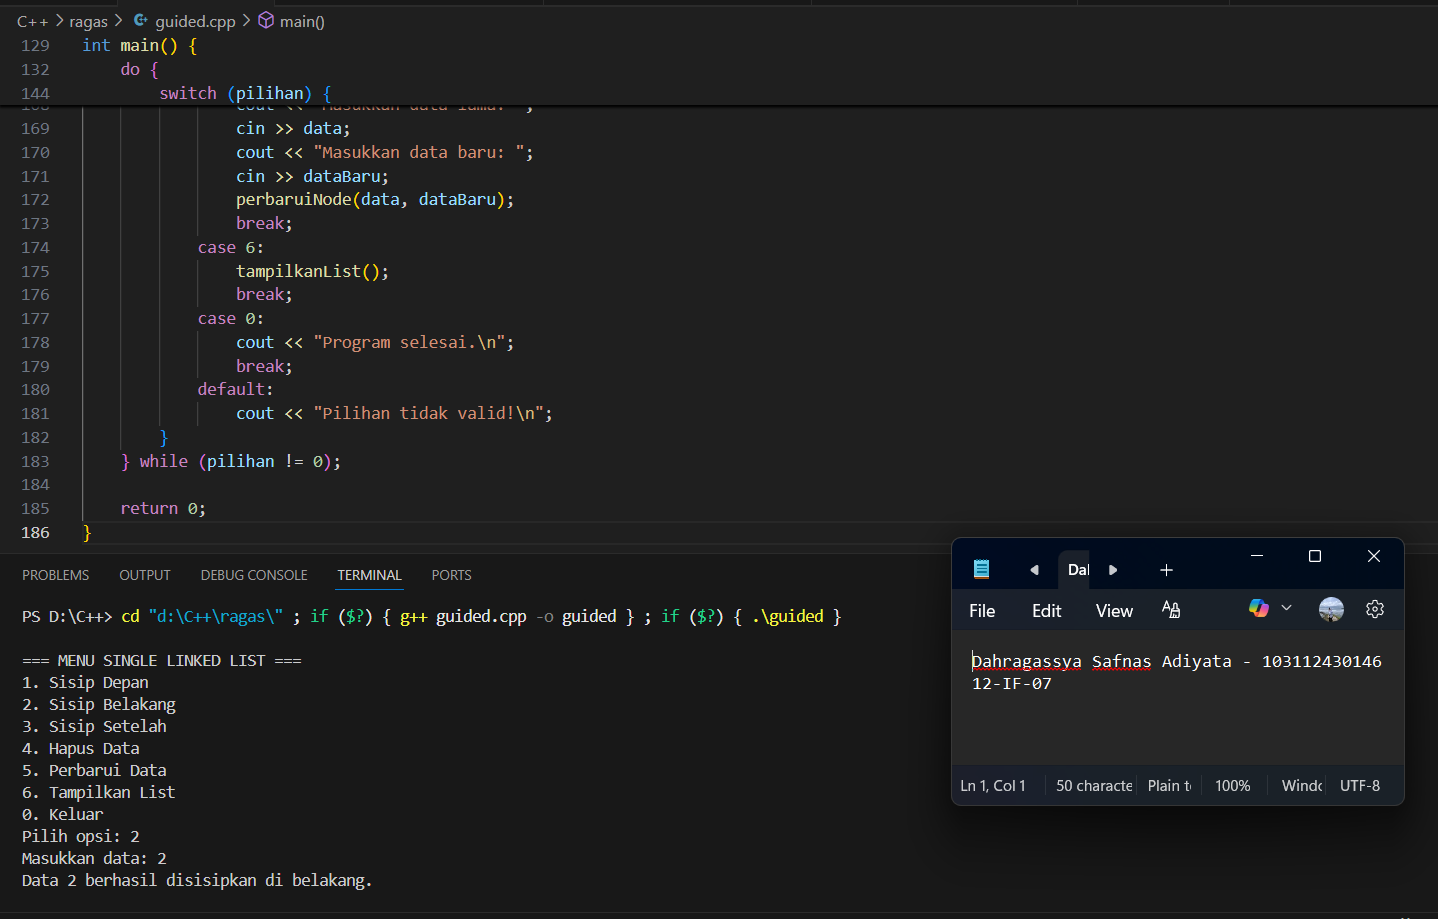 C++ > ragas > guided.cpp > main()
129 int main() {
132 do {
144 switch (pilihan) {
169 cin >> data;
170 cout << "Masukkan data baru: ";
171 cin >> dataBaru;
172 perbaruiNode(data, dataBaru);
173 break;
174 case 6:
175 tampilkanList();
176 break;
177 case 0:
178 cout << "Program selesai.\n";
179 break;
180 default:
181 cout << "Pilihan tidak valid!\n";
182 }
183 } while (pilihan != 0);
184
185 return 0;
186 }
PROBLEMS OUTPUT DEBUG CONSOLE TERMINAL PORTS
PS D:\C++> cd "d:\C++\ragas\" ; if ($?) { g++ guided.cpp -o guided } ; if ($?) { .\guided }
=== MENU SINGLE LINKED LIST ===
1. Sisip Depan
2. Sisip Belakang
3. Sisip Setelah
4. Hapus Data
5. Perbarui Data
6. Tampilkan List
0. Keluar
Pilih opsi: 2
Masukkan data: 2
Data 2 berhasil disisipkan di belakang.
Dal
File Edit View
Dahragassya Safnas Adiyata - 103112430146
12-IF-07
Ln 1, Col 1 50 characte Plain t 100% Windo UTF-8